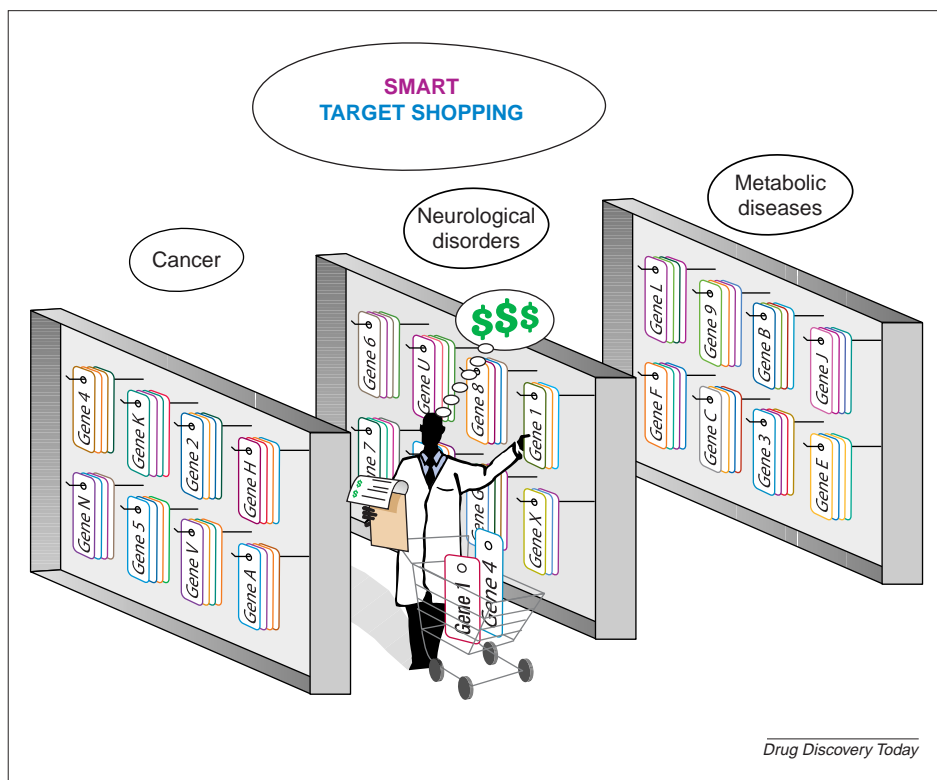 SMART
TARGET SHOPPING
Metabolic
diseases
Neurological
disorders
Cancer
$$$
Gene L
Gene 9
Gene B
Gene J
Gene F
Gene C
Gene 3
Gene E
Gene 6
Gene U
Gene 8
Gene 1
Gene X
Gene 4
Gene K
Gene 2
Gene H
Gene N
Gene 5
Gene V
Gene A
$
$
Gene 1
Gene 4
Drug Discovery Today